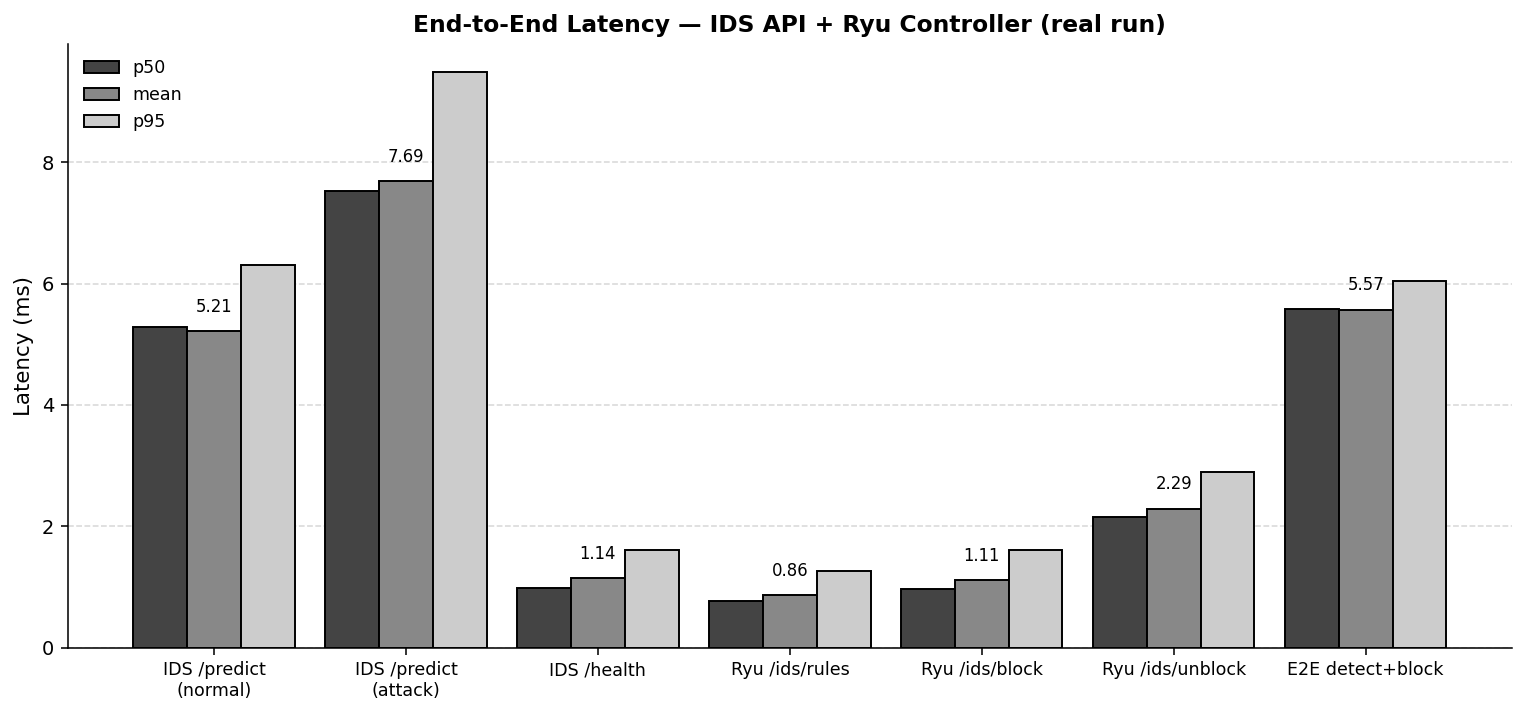 End-to-End Latency — IDS API + Ryu Controller (real run)
p50
mean
p95
Latency (ms)
8
6
4
2
0
5.21
7.69
1.14
0.86
1.11
2.29
5.57
IDS /predict
(normal)
IDS /predict
(attack)
IDS /health
Ryu /ids/rules
Ryu /ids/block
Ryu /ids/unblock
E2E detect+block